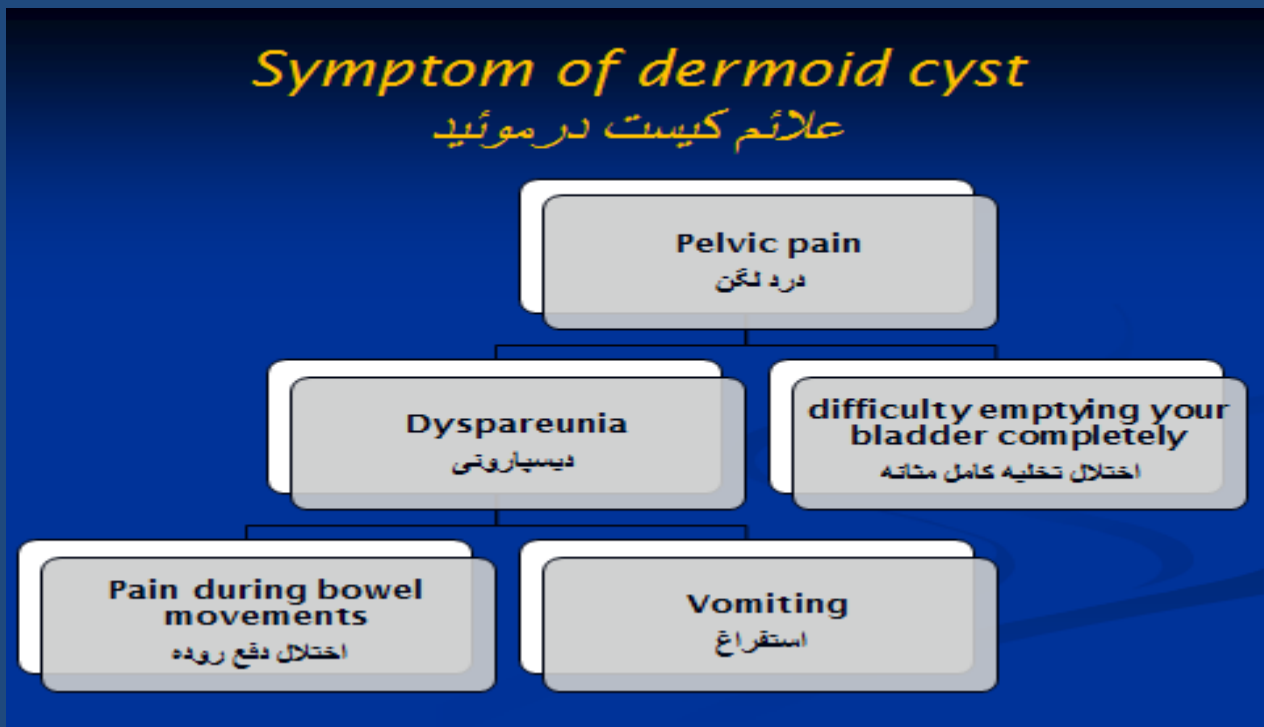 Symptom of dermoid cyst
علائم کیست درموئید
Pelvic pain
درد لگن
Dyspareunia
دیسپارونی
difficulty emptying your
bladder completely
اختلال تخلیه کامل مثانه
Pain during bowel
movements
اختلال دفع روده
Vomiting
استفراغ